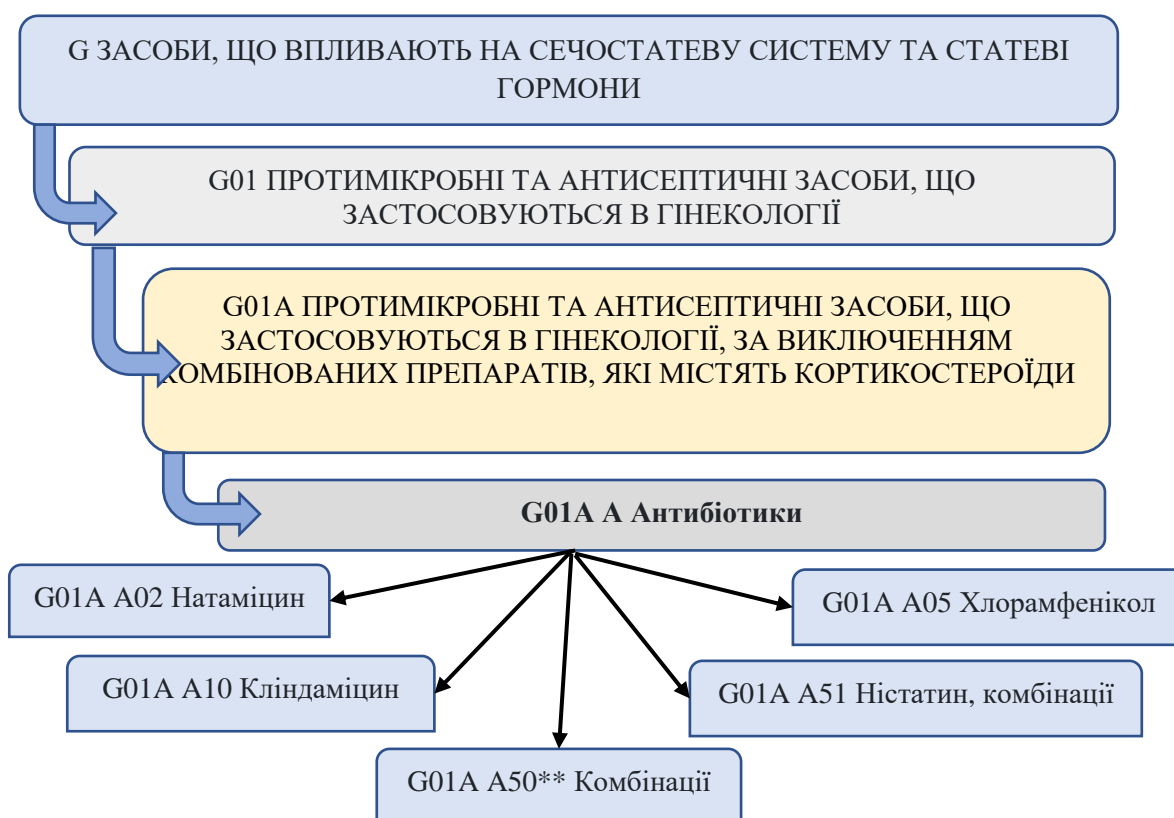 G ЗАСОБИ, ЩО ВПЛИВАЮТЬ НА СЕЧОСТАТЕВУ СИСТЕМУ ТА СТАТЕВІ
ГОРМОНИ
G01 ПРОТИМІКРОБНІ ТА АНТИСЕПТИЧНІ ЗАСОБИ, ЩО
ЗАСТОСОВУЮТЬСЯ В ГІНЕКОЛОГІЇ
G01A ПРОТИМІКРОБНІ ТА АНТИСЕПТИЧНІ ЗАСОБИ, ЩО
ЗАСТОСОВУЮТЬСЯ В ГІНЕКОЛОГІЇ, ЗА ВИКЛЮЧЕННЯМ
КОМБІНОВАНИХ ПРЕПАРАТІВ, ЯКІ МІСТЯТЬ КОРТИКОСТЕРОЇДИ
G01A A Антибіотики
G01A A02 Натаміцин
G01A A05 Хлорамфенікол
G01A A10 Кліндаміцин
G01A A51 Ністатин, комбінації
G01A A50** Комбінації